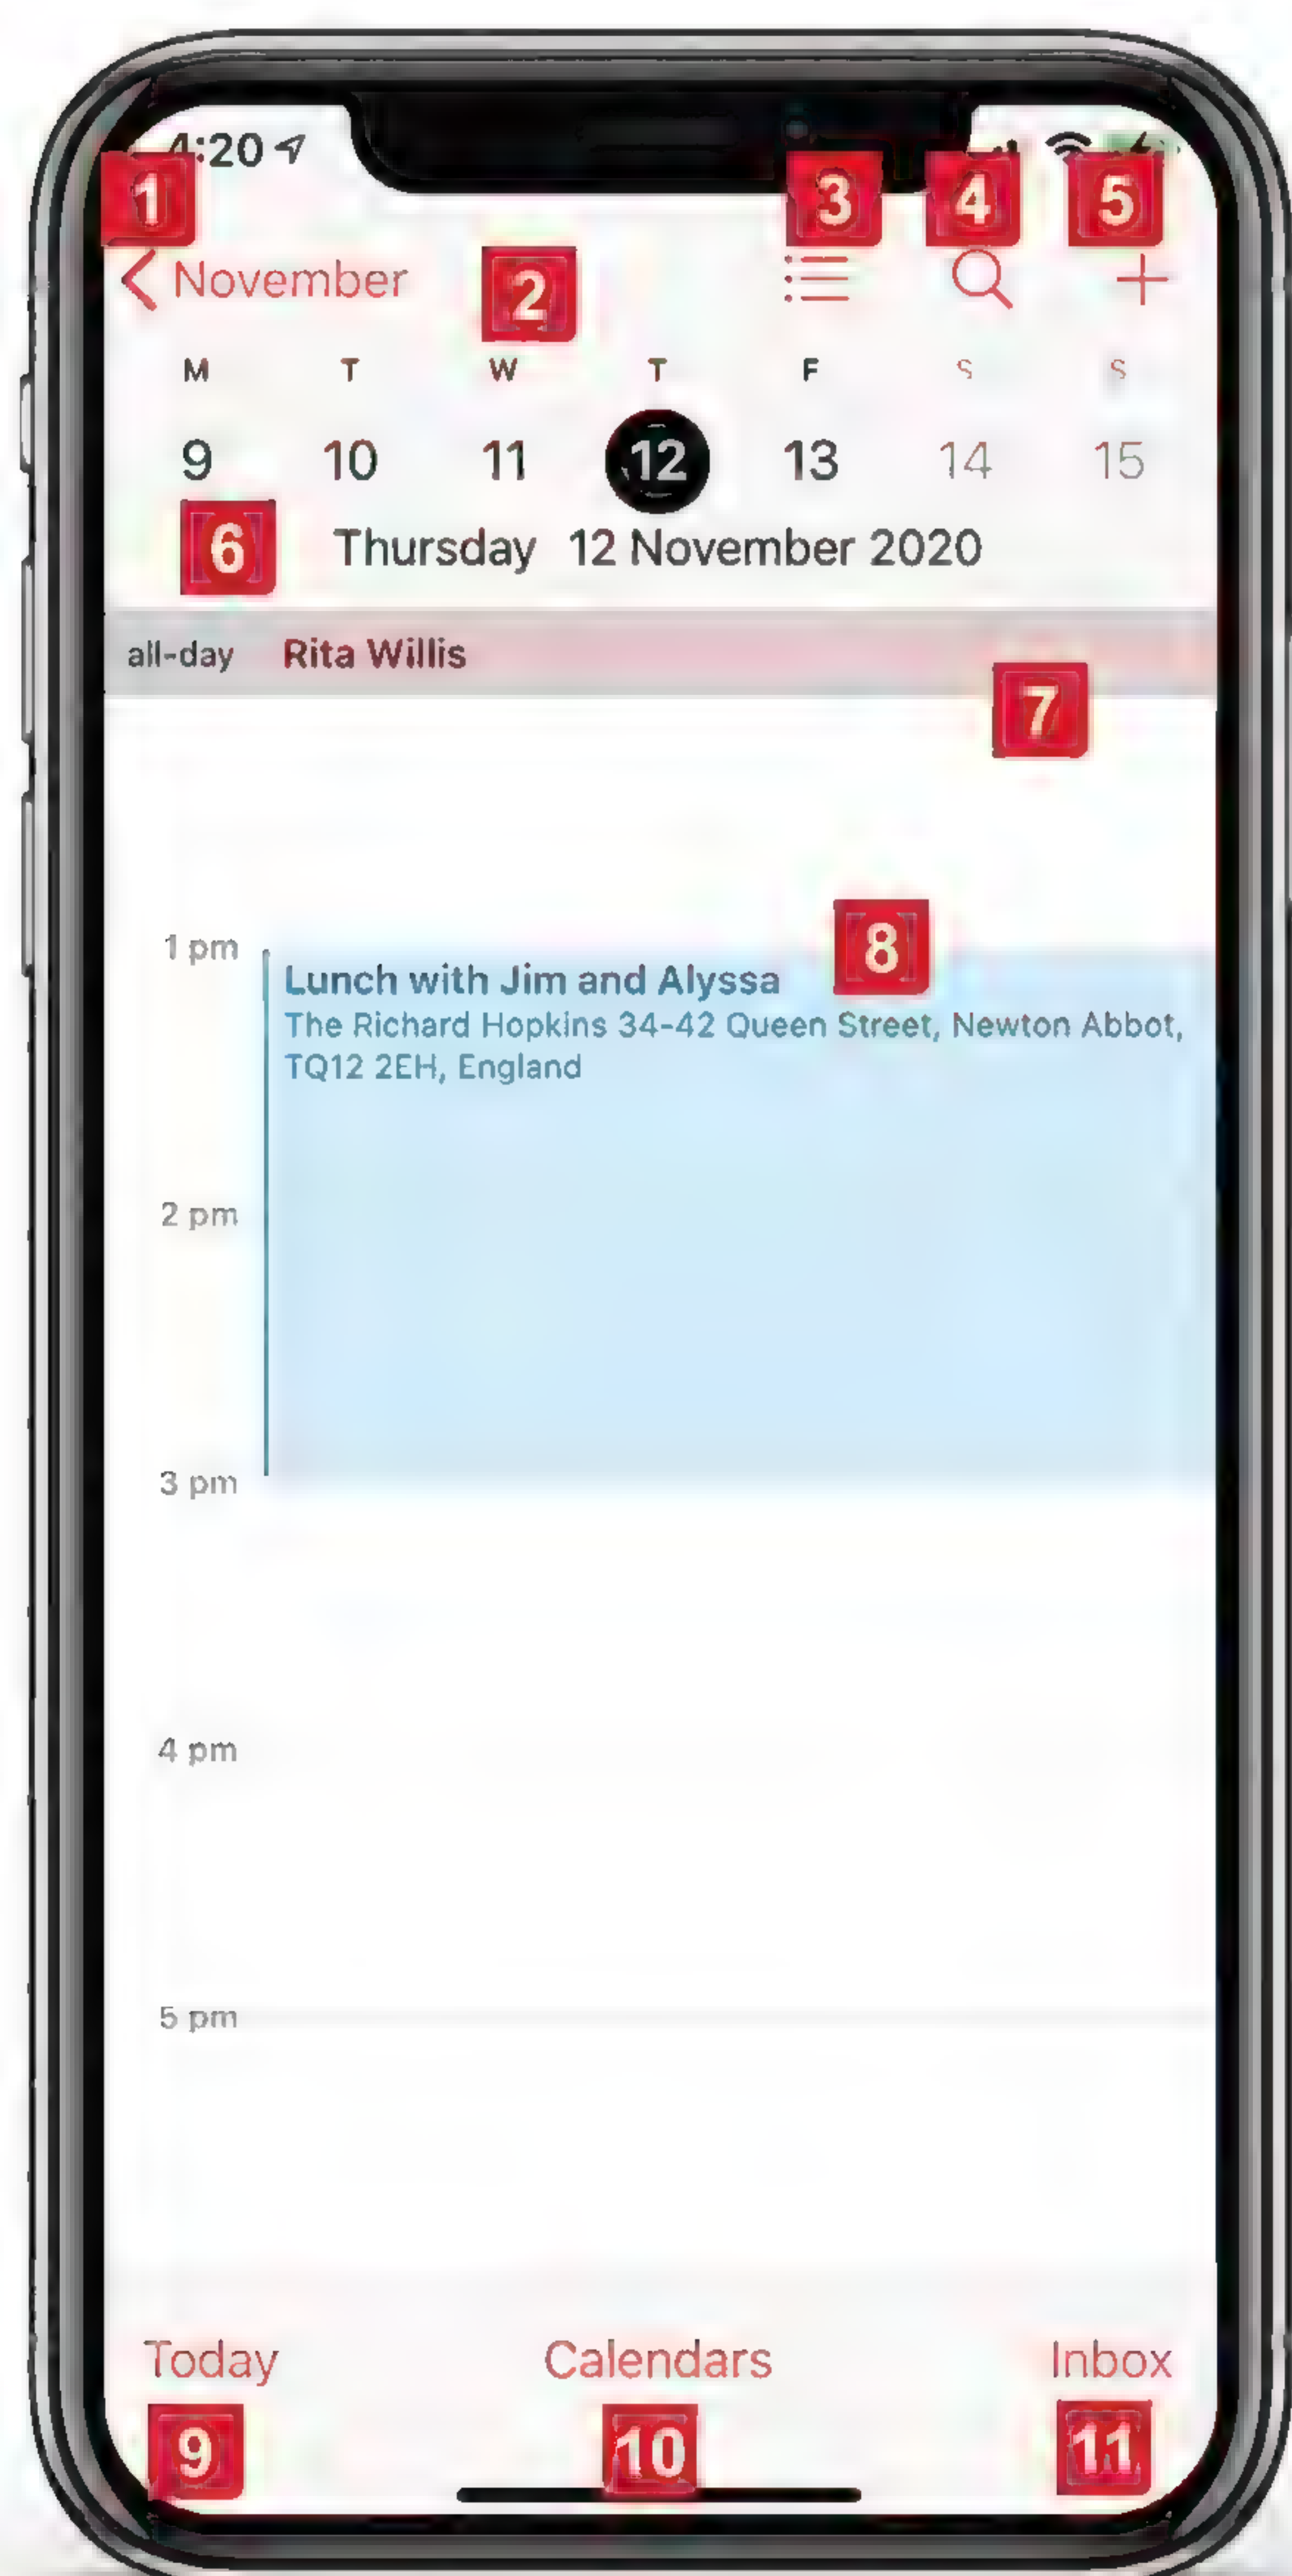 4:20
1
3
4
5
November
2
M T W T F S S
9 10 11 12 13 14 15
6
Thursday 12 November 2020
all-day Rita Willis
7
8
1 pm
Lunch with Jim and Alyssa
The Richard Hopkins 34-42 Queen Street, Newton Abbot,
TQ12 2EH, England
2 pm
3 pm
4 pm
5 pm
Today Calendars Inbox
9 10 11